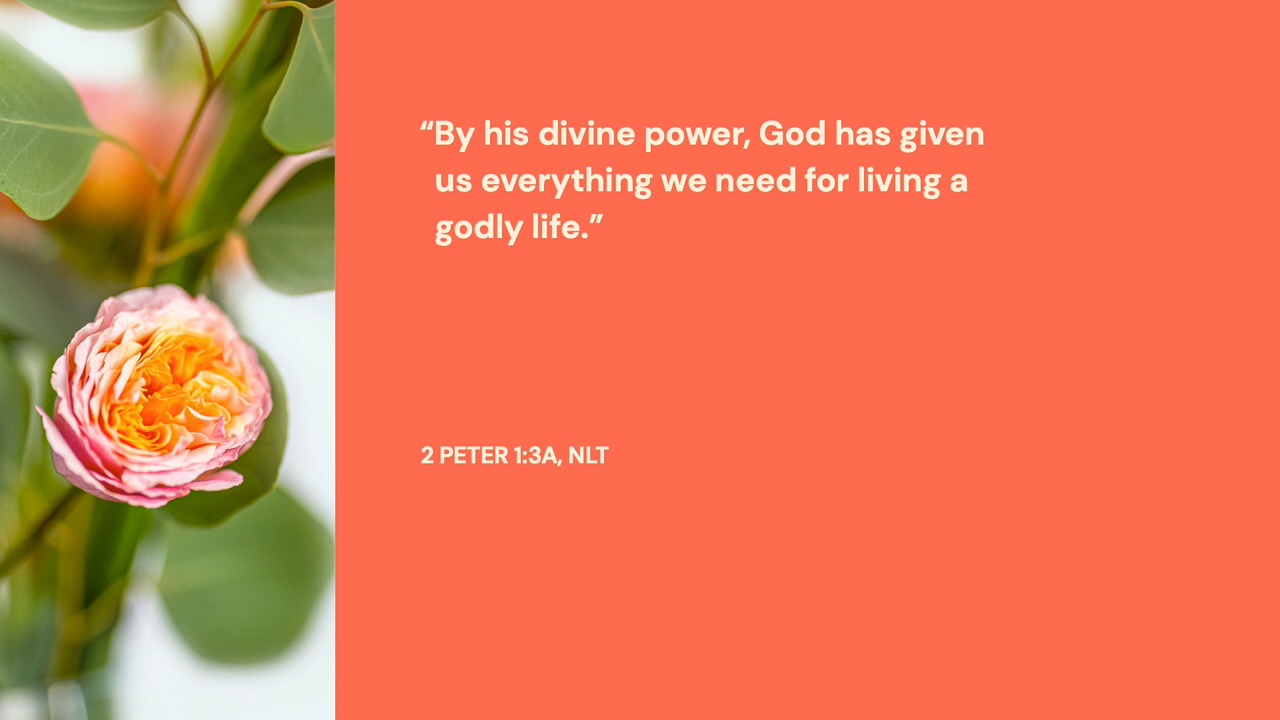 “By his divine power, God has given
us everything we need for living a
godly life.”
2 PETER 1:3A, NLT